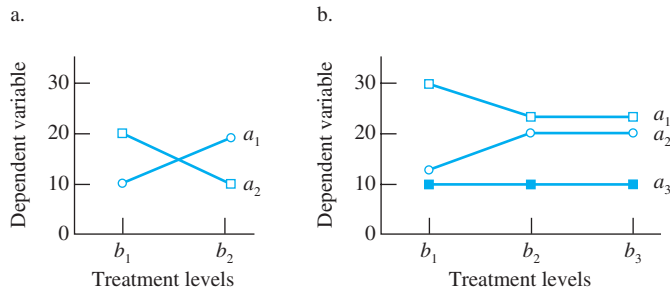 a.
Dependent variable
30
20
10
0
a₁
a₂
b₁ b₂
Treatment levels
b.
Dependent variable
30
20
10
0
a₁
a₂
a₃
b₁ b₂ b₃
Treatment levels